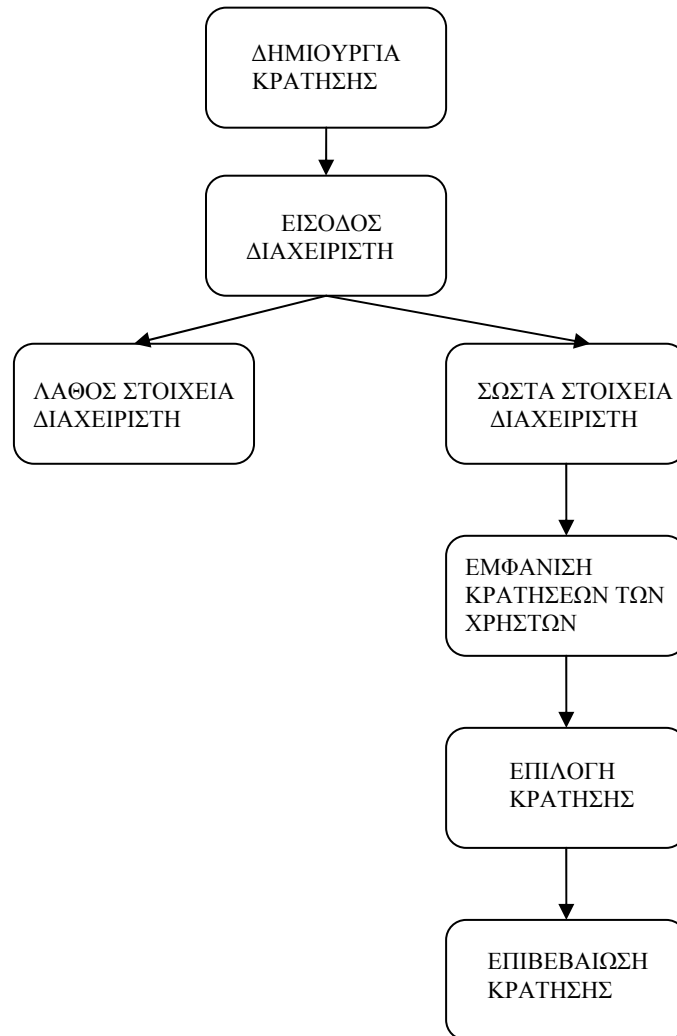 ΔΗΜΙΟΥΡΓΙΑ
ΚΡΑΤΗΣΗΣ
ΕΙΣΟΔΟΣ
ΔΙΑΧΕΙΡΙΣΤΗ
ΛΑΘΟΣ ΣΤΟΙΧΕΙΑ
ΔΙΑΧΕΙΡΙΣΤΗ
ΣΩΣΤΑ ΣΤΟΙΧΕΙΑ
ΔΙΑΧΕΙΡΙΣΤΗ
ΕΜΦΑΝΙΣΗ
ΚΡΑΤΗΣΕΩΝ ΤΩΝ
ΧΡΗΣΤΩΝ
ΕΠΙΛΟΓΗ
ΚΡΑΤΗΣΗΣ
ΕΠΙΒΕΒΑΙΩΣΗ
ΚΡΑΤΗΣΗΣ